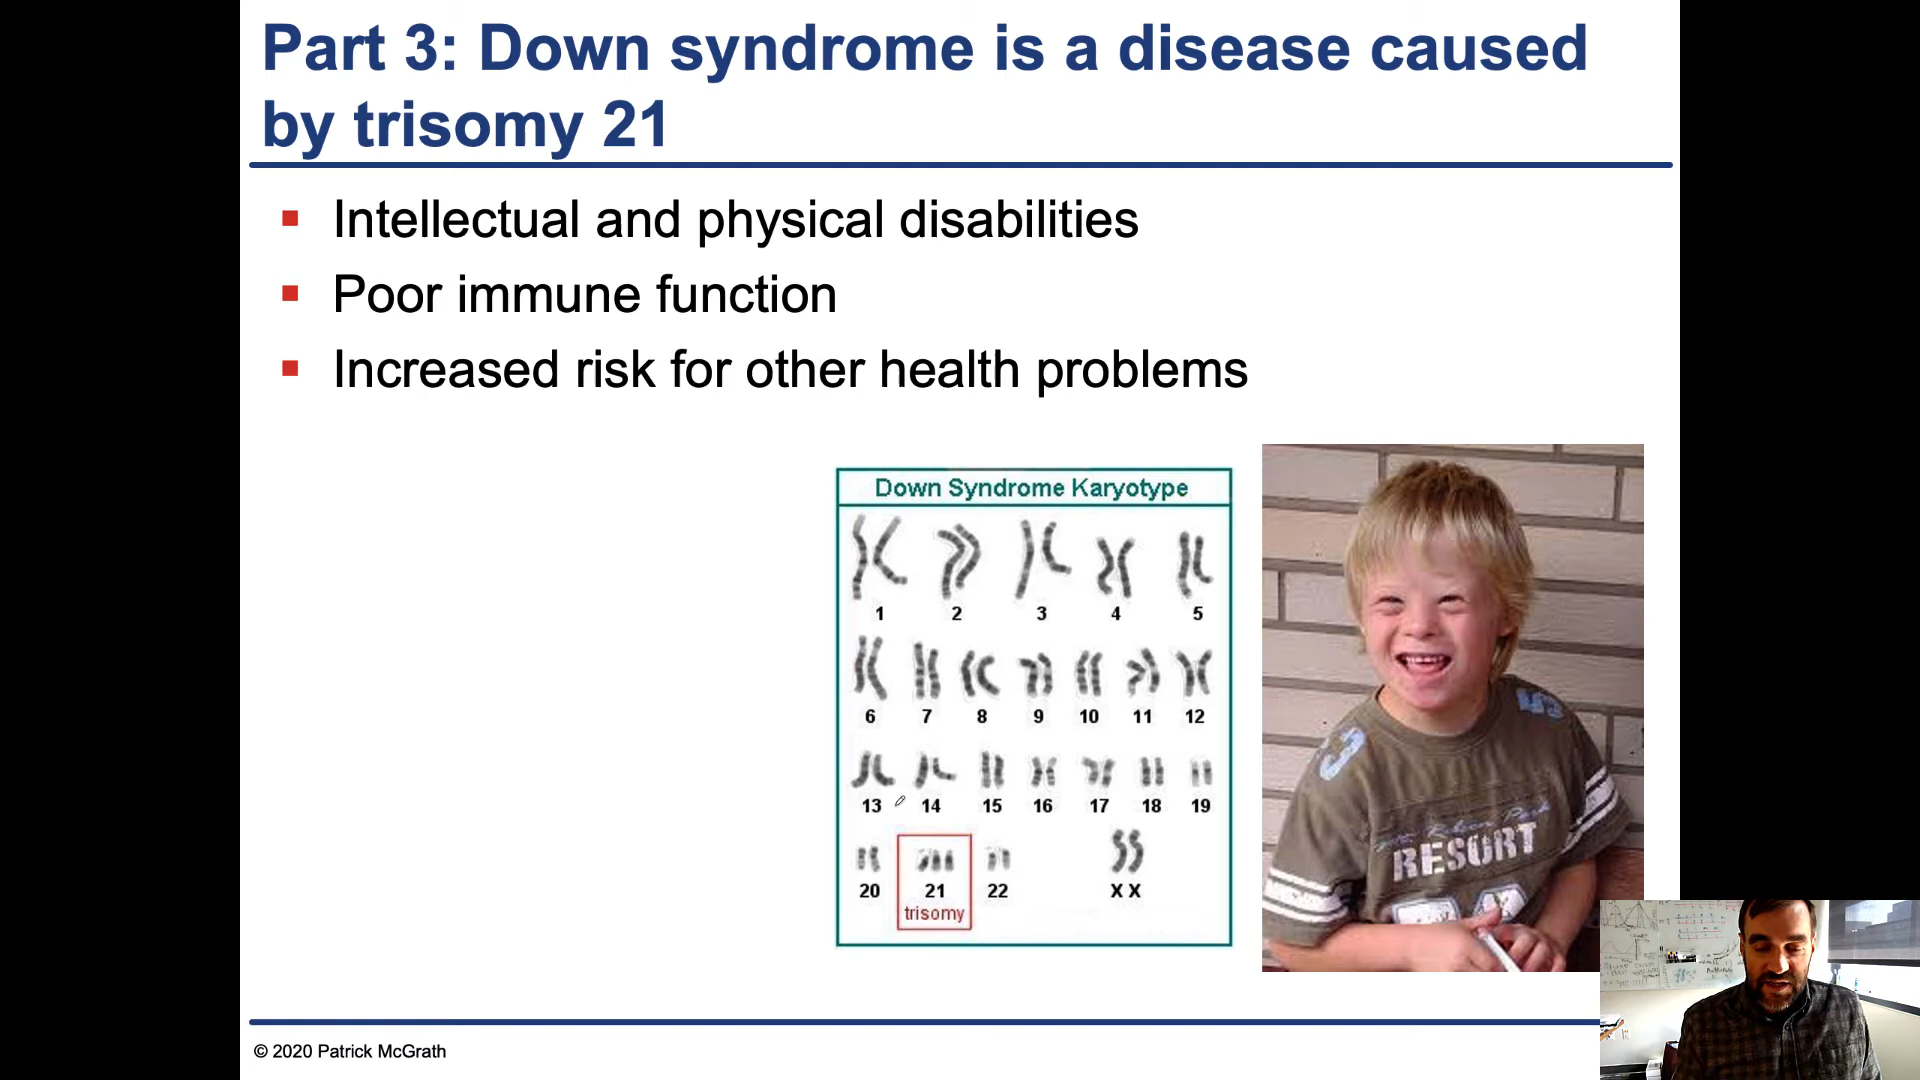 Part 3: Down syndrome is a disease caused
by trisomy 21
Intellectual and physical disabilities
Poor immune function
Increased risk for other health problems
Down Syndrome Karyotype
1 2 3 4 5
6 7 8 9 10 11 12
13 14 15 16 17 18 19
20 21 22 X X
trisomy
53
RESORT
© 2020 Patrick McGrath